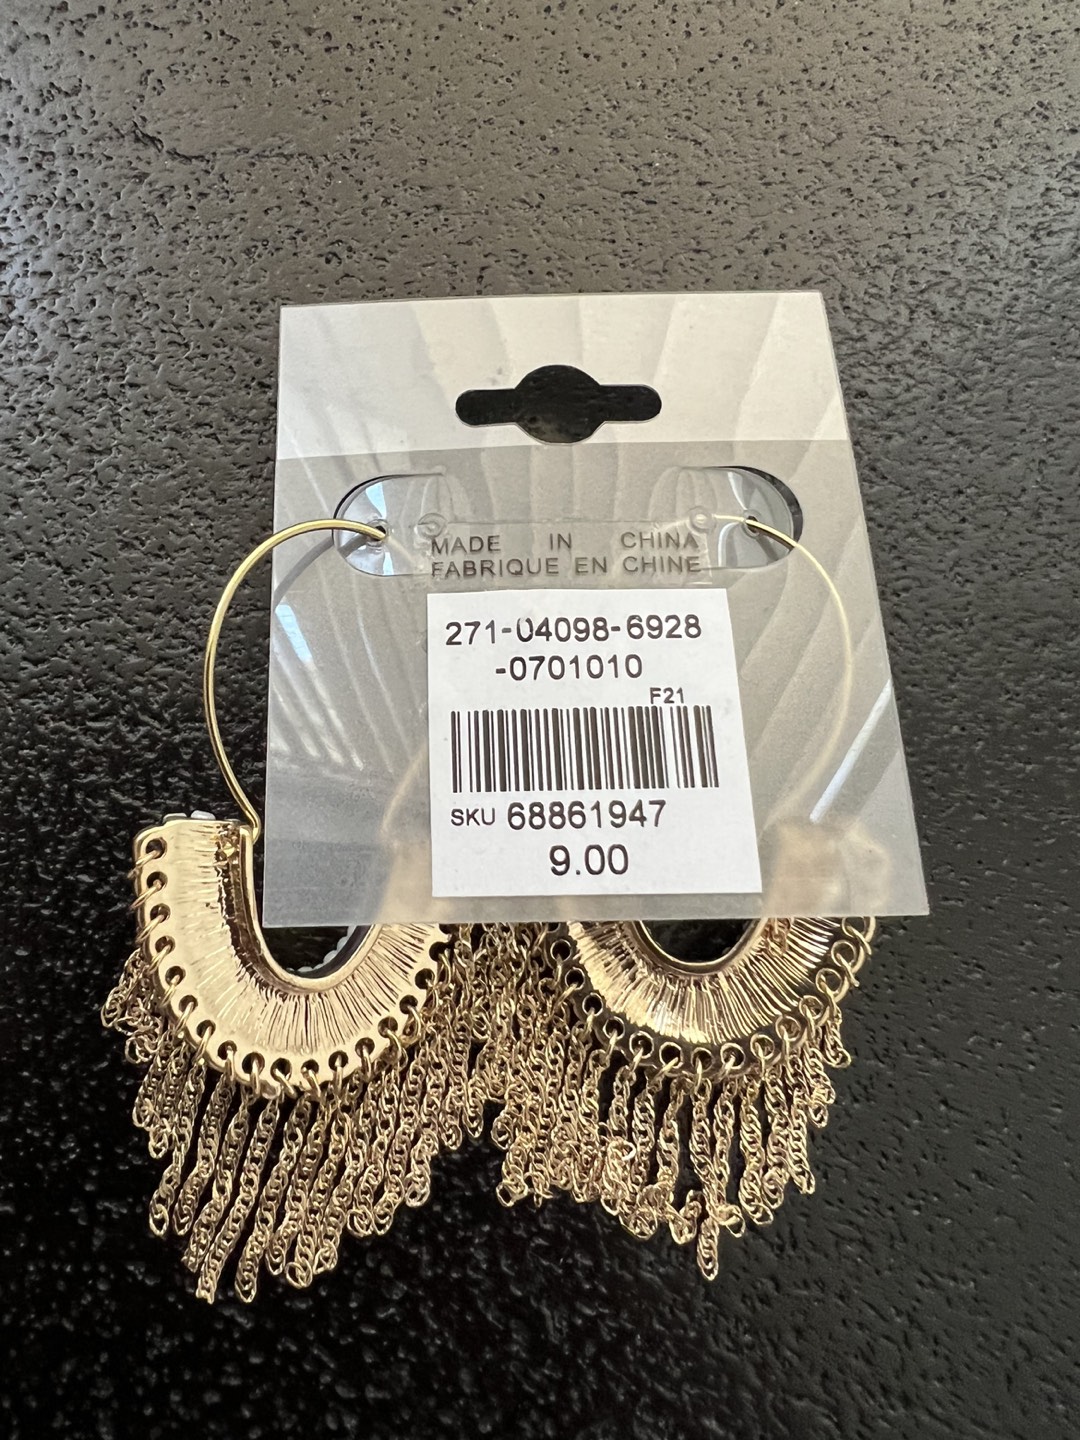 MADE IN CHINA
FABRIQUE EN CHINE
271-04098-6928
-0701010
F21
SKU 68861947
9.00